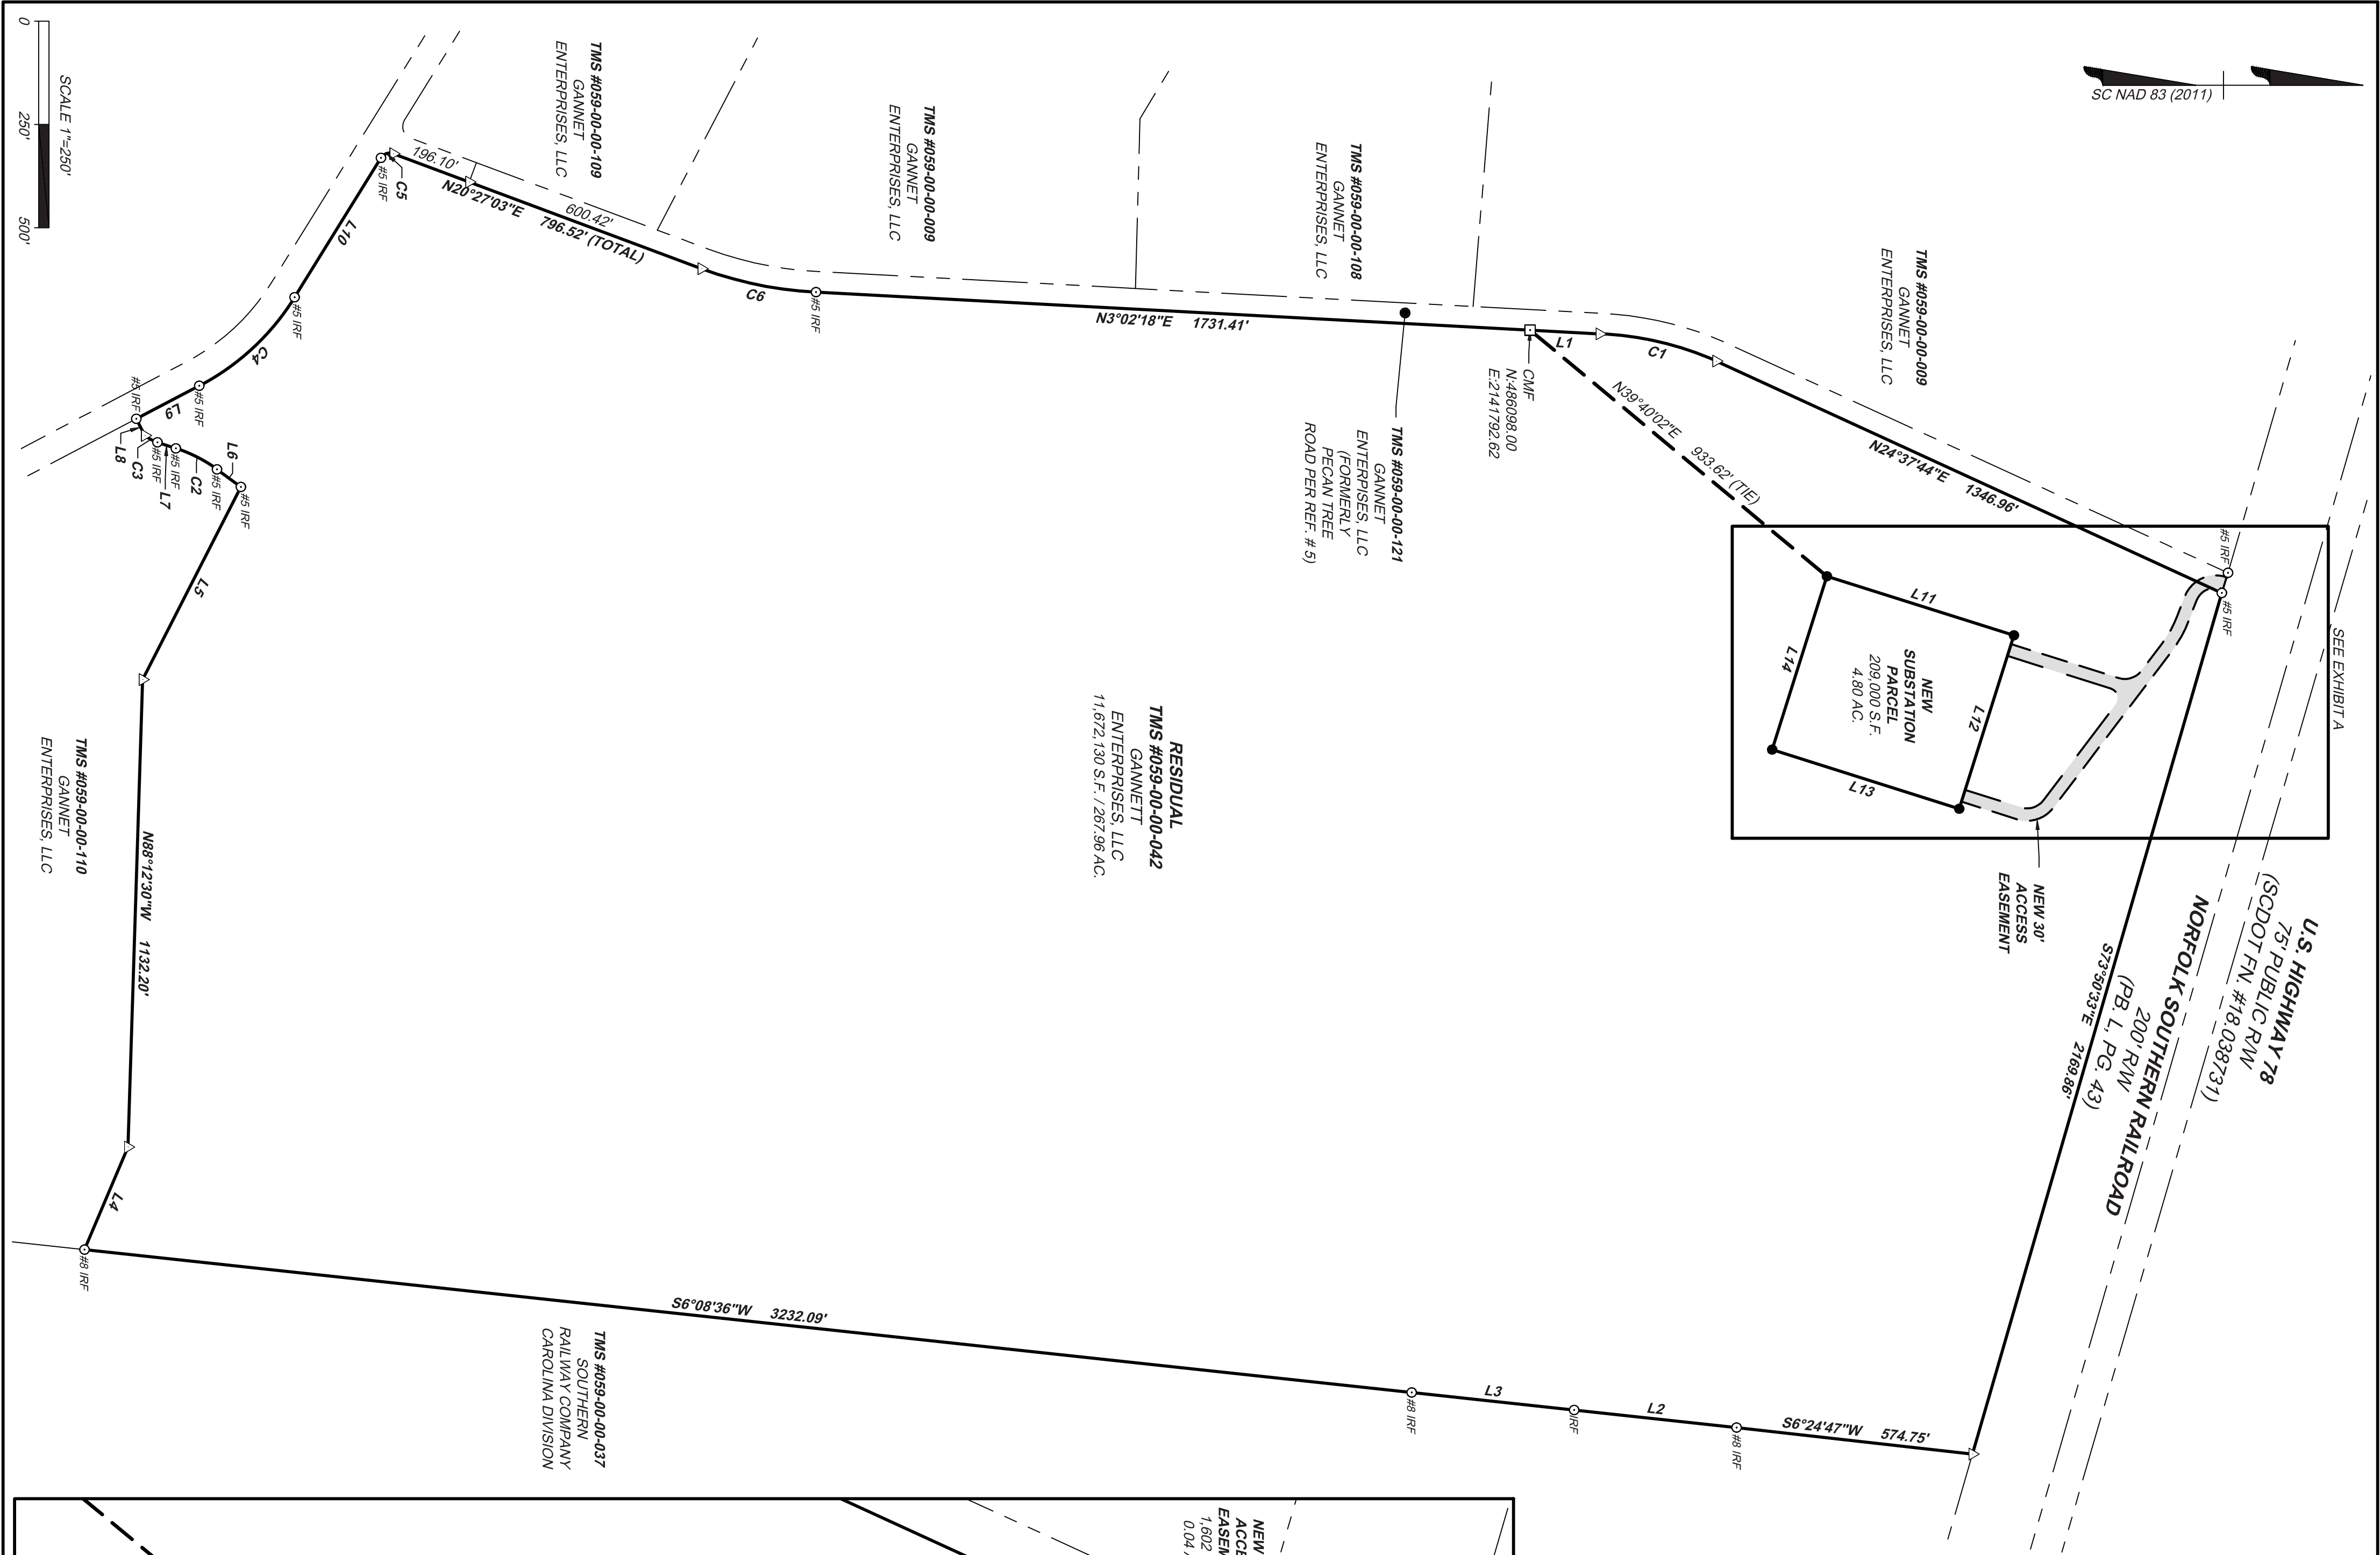 SC NAD 83 (2011)
SEE EXHIBIT A
U.S. HIGHWAY 78
75' PUBLIC R/W
(SCDOT FN. #18.038731)
NORFOLK SOUTHERN RAILROAD
200' R/W
(PB. L, PG. 43)
#5 IRF
#5 IRF
S73°50'33"E 2169.86'
NEW 30'
ACCESS
EASEMENT
NEW
SUBSTATION
PARCEL
209,000 S.F.
4.80 AC.
L11
L12
L13
L14
TMS #059-00-00-009
GANNET
ENTERPRISES, LLC
N24°37'44"E 1346.96'
N39°40'02"E 933.62' (TIE)
C1
L1
CMF
N:486098.00
E:2141792.62
TMS #059-00-00-121
GANNET
ENTERPISES, LLC
(FORMERLY
PECAN TREE
ROAD PER REF. # 5)
TMS #059-00-00-108
GANNET
ENTERPRISES, LLC
N3°02'18"E 1731.41'
RESIDUAL
TMS #059-00-00-042
GANNETT
ENTERPRISES, LLC
11,672,130 S.F. / 267.96 AC.
S6°24'47"W 574.75'
#8 IRF
L2
IRF
L3
#8 IRF
TMS #059-00-00-009
GANNET
ENTERPRISES, LLC
#5 IRF
C6
TMS #059-00-00-109
GANNET
ENTERPRISES, LLC
600.42'
196.10'
N20°27'03"E 796.52' (TOTAL)
C5
#5 IRF
L10
#5 IRF
C4
#5 IRF
L9
#5 IRF
L8
C3
#5 IRF
L7
#5 IRF
C2
#5 IRF
L6
#5 IRF
L5
S6°08'36"W 3232.09'
TMS #059-00-00-037
SOUTHERN
RAILWAY COMPANY
CAROLINA DIVISION
N88°12'30"W 1132.20'
TMS #059-00-00-110
GANNET
ENTERPRISES, LLC
L4
#8 IRF
SCALE 1"=250'
0 250' 500'
NEW
EASEM
1,602
0.04